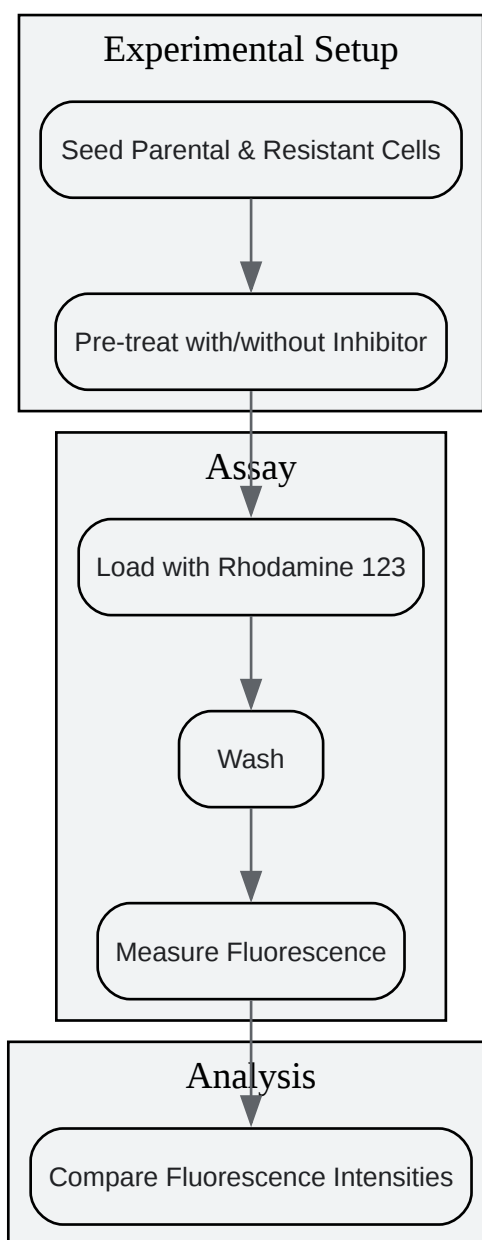 Experimental Setup
Seed Parental & Resistant Cells
Pre-treat with/without Inhibitor
Assay
Load with Rhodamine 123
Wash
Measure Fluorescence
Analysis
Compare Fluorescence Intensities